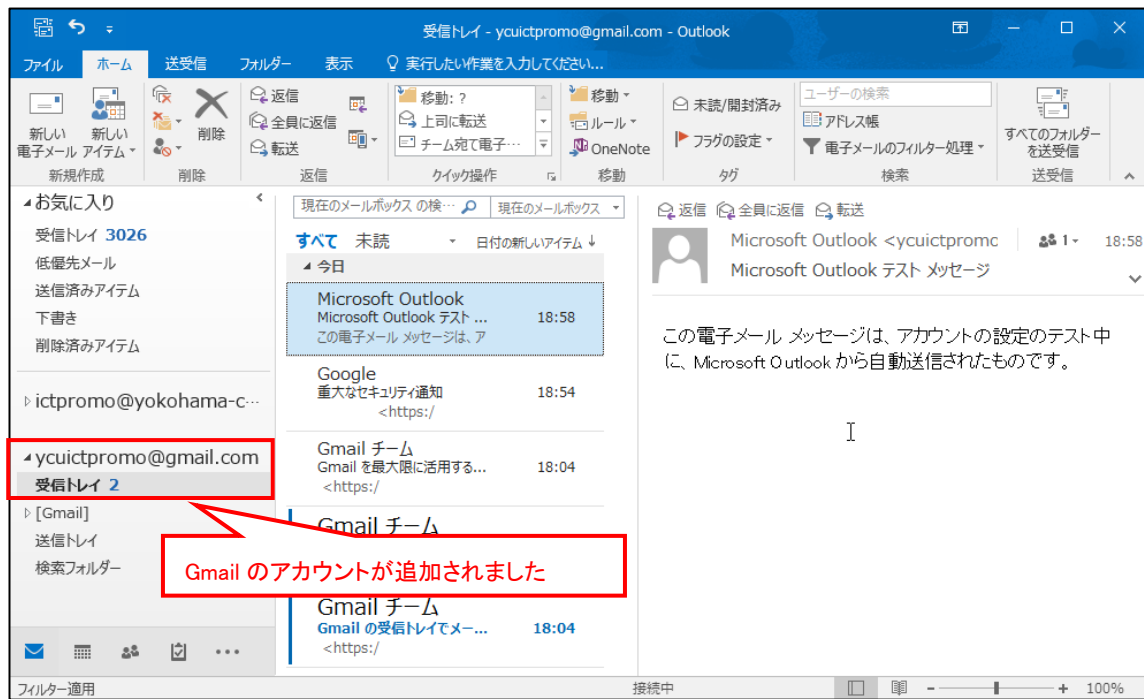 受信トレイ - ycuictpromo@gmail.com - Outlook
ファイル ホーム 送受信 フォルダー 表示 実行したい作業を入力してください...
新しい
電子メール
新しい
アイテム
新規作成
削除
削除
返信
全員に返信
転送
返信
移動: ?
上司に転送
チーム宛て電子…
クイック操作
移動
ルール
OneNote
移動
未読/開封済み
フラグの設定
タグ
ユーザーの検索
アドレス帳
電子メールのフィルター処理
検索
すべてのフォルダー
を送受信
送受信
お気に入り
受信トレイ 3026
低優先メール
送信済みアイテム
下書き
削除済みアイテム
ictpromo@yokohama-c…
ycuictpromo@gmail.com
受信トレイ 2
[Gmail]
送信トレイ
検索フォルダー
現在のメールボックス の検… 現在のメールボックス
すべて 未読 日付の新しいアイテム ↓
今日
Microsoft Outlook
Microsoft Outlook テスト ... 18:58
この電子メール メッセージは、ア
Google
重大なセキュリティ通知 18:54
<https:/
Gmail チーム
Gmail を最大限に活用する... 18:04
<https:/
Gmail チーム
Gmail のアカウントが追加されました
Gmail チーム
Gmail の受信トレイでメー... 18:04
<https:/
返信 全員に返信 転送
Microsoft Outlook <ycuictpromc 1 18:58
Microsoft Outlook テスト メッセージ
この電子メール メッセージは、アカウントの設定のテスト中
に、Microsoft Outlook から自動送信されたものです。
フィルター適用 接続中 100%